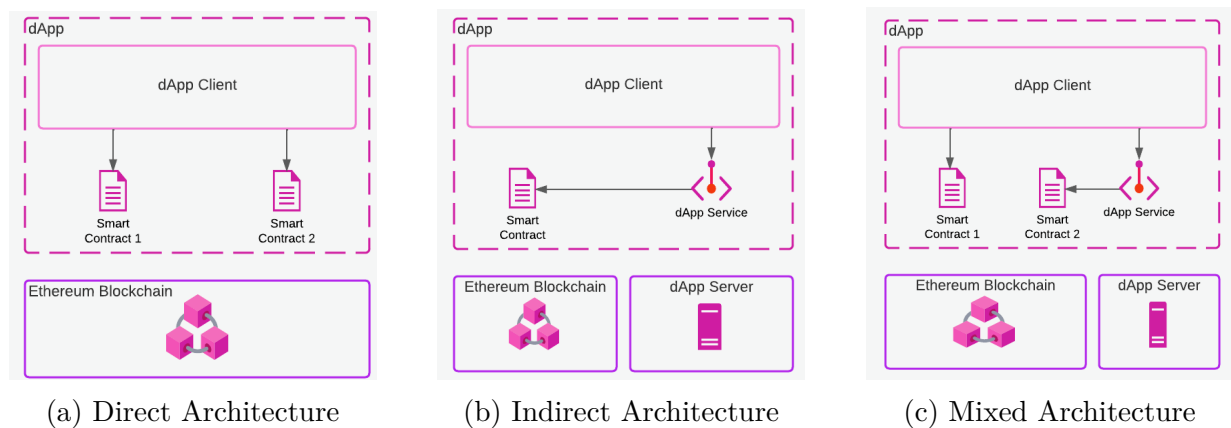 dApp
dApp Client
Smart
Contract 1
Smart
Contract 2
Ethereum Blockchain
(a) Direct Architecture
dApp
dApp Client
Smart
Contract
dApp Service
Ethereum Blockchain
dApp Server
(b) Indirect Architecture
dApp
dApp Client
Smart
Contract 1
Smart
Contract 2
dApp Service
Ethereum Blockchain
dApp Server
(c) Mixed Architecture